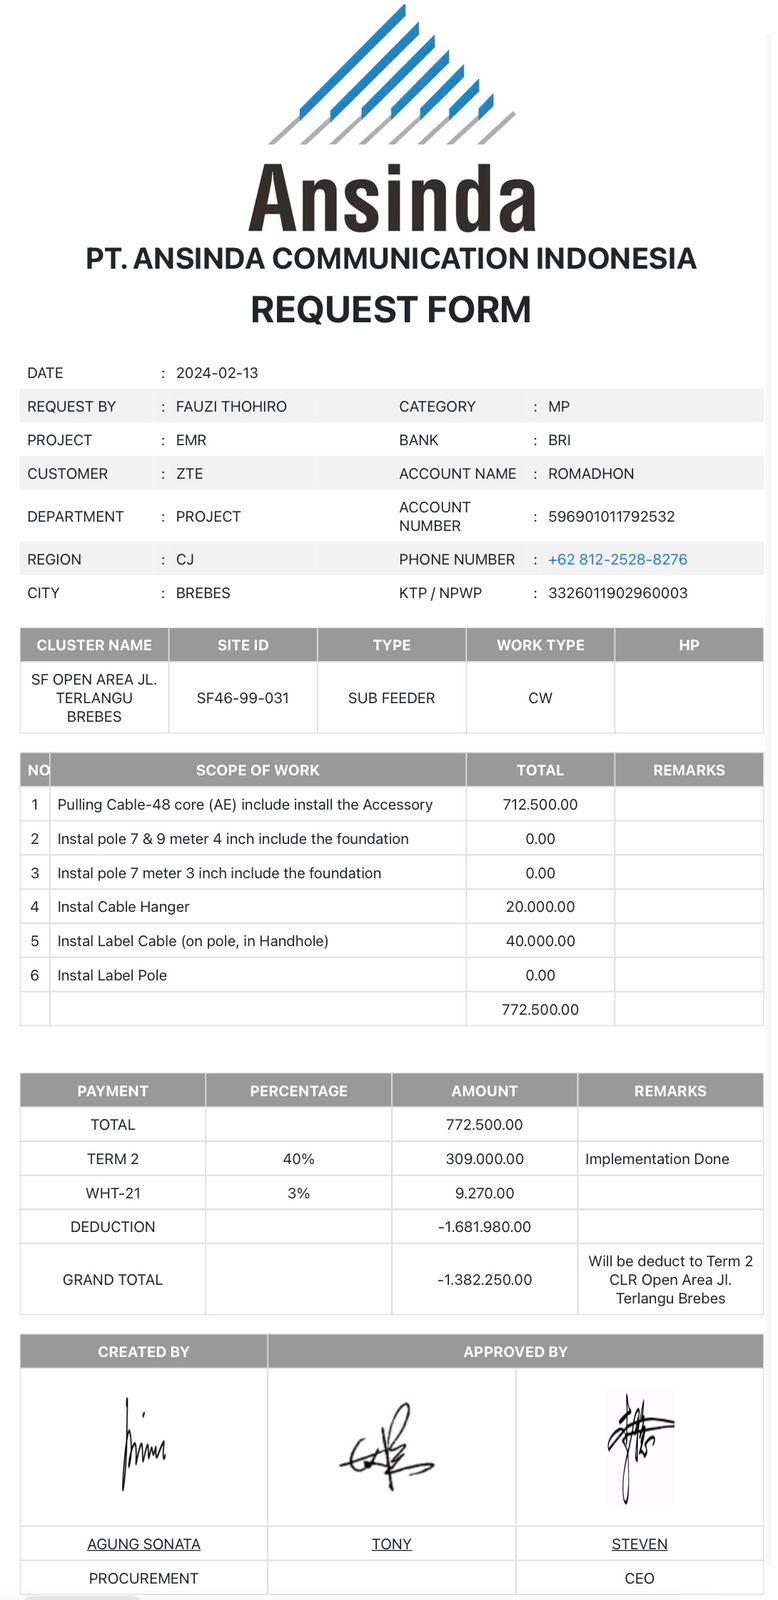 Ansinda
PT. ANSINDA COMMUNICATION INDONESIA
REQUEST FORM
DATE : 2024-02-13
REQUEST BY : FAUZI THOHIRO CATEGORY : MP
PROJECT : EMR BANK : BRI
CUSTOMER : ZTE ACCOUNT NAME : ROMADHON
DEPARTMENT : PROJECT ACCOUNT NUMBER : 596901011792532
REGION : CJ PHONE NUMBER : +62 812-2528-8276
CITY : BREBES KTP / NPWP : 3326011902960003
CLUSTER NAME SITE ID TYPE WORK TYPE HP
SF OPEN AREA JL. TERLANGU BREBES SF46-99-031 SUB FEEDER CW
NO SCOPE OF WORK TOTAL REMARKS
1 Pulling Cable-48 core (AE) include install the Accessory 712.500.00
2 Instal pole 7 & 9 meter 4 inch include the foundation 0.00
3 Instal pole 7 meter 3 inch include the foundation 0.00
4 Instal Cable Hanger 20.000.00
5 Instal Label Cable (on pole, in Handhole) 40.000.00
6 Instal Label Pole 0.00
772.500.00
PAYMENT PERCENTAGE AMOUNT REMARKS
TOTAL 772.500.00
TERM 2 40% 309.000.00 Implementation Done
WHT-21 3% 9.270.00
DEDUCTION -1.681.980.00
GRAND TOTAL -1.382.250.00 Will be deduct to Term 2 CLR Open Area Jl. Terlangu Brebes
CREATED BY APPROVED BY
AGUNG SONATA TONY STEVEN
PROCUREMENT CEO